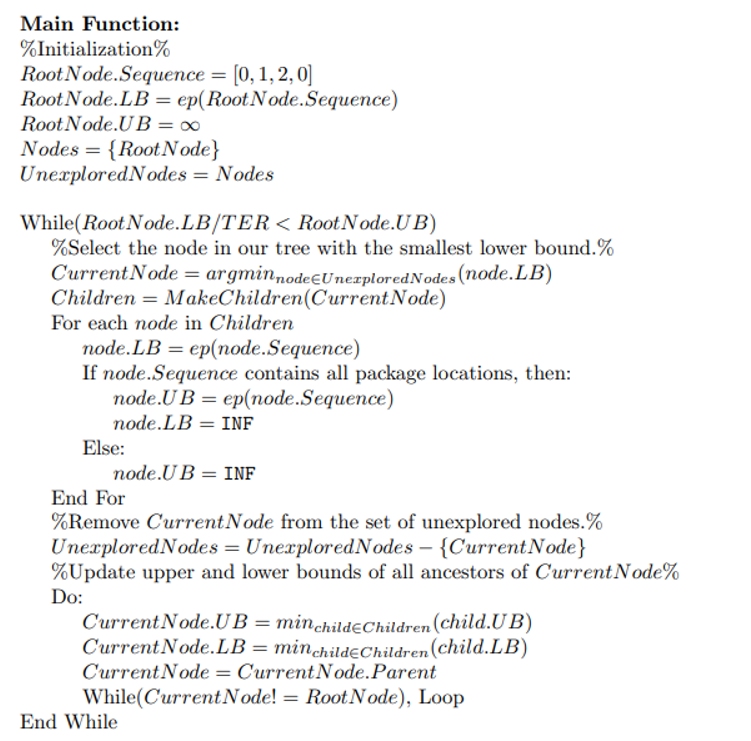 Main Function:
%Initialization%
RootNode.Sequence = [0, 1, 2, 0]
RootNode.LB = ep(RootNode.Sequence)
RootNode.UB = ∞
Nodes = {RootNode}
UnexploredNodes = Nodes
While(RootNode.LB/TER < RootNode.UB)
%Select the node in our tree with the smallest lower bound.%
CurrentNode = argmin_{node∈UnexploredNodes}(node.LB)
Children = MakeChildren(CurrentNode)
For each node in Children
node.LB = ep(node.Sequence)
If node.Sequence contains all package locations, then:
node.UB = ep(node.Sequence)
node.LB = INF
Else:
node.UB = INF
End For
%Remove CurrentNode from the set of unexplored nodes.%
UnexploredNodes = UnexploredNodes − {CurrentNode}
%Update upper and lower bounds of all ancestors of CurrentNode%
Do:
CurrentNode.UB = min_{child∈Children}(child.UB)
CurrentNode.LB = min_{child∈Children}(child.LB)
CurrentNode = CurrentNode.Parent
While(CurrentNode! = RootNode), Loop
End While